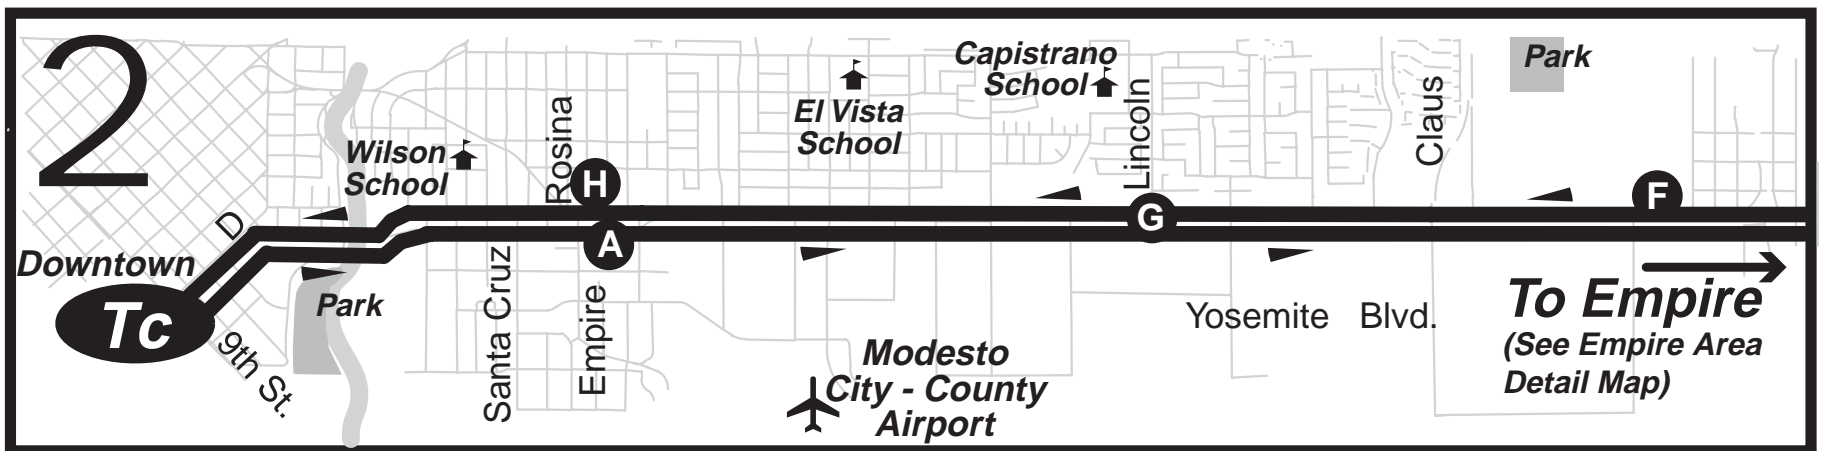 2
Capistrano
School
Park
El Vista
School
Wilson
School
Rosina
Lincoln
Claus
H
F
G
A
D
Downtown
Tc
9th St.
Park
Santa Cruz
Empire
Modesto
City - County
Airport
Yosemite Blvd.
To Empire
(See Empire Area
Detail Map)